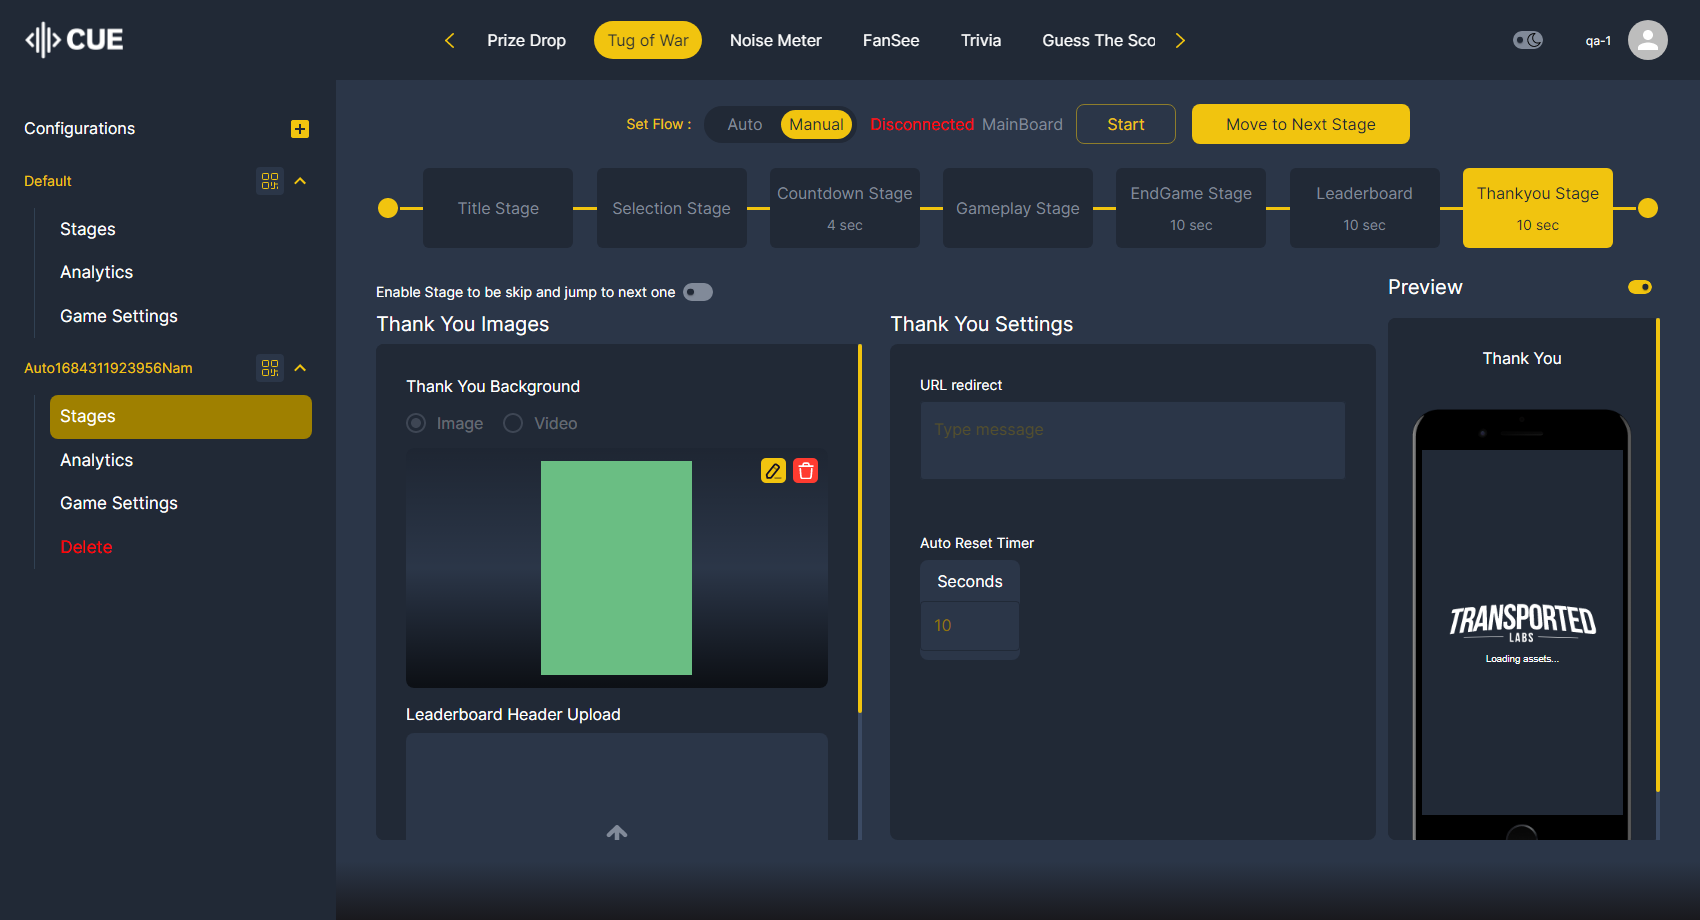 CUE
Prize Drop
Tug of War
Noise Meter
FanSee
Trivia
Guess The Sco
qa-1
Configurations
Default
Stages
Analytics
Game Settings
Auto1684311923956Nam
Stages
Analytics
Game Settings
Delete
Set Flow :
Auto
Manual
Disconnected MainBoard
Start
Move to Next Stage
Title Stage
Selection Stage
Countdown Stage
4 sec
Gameplay Stage
EndGame Stage
10 sec
Leaderboard
10 sec
Thankyou Stage
10 sec
Enable Stage to be skip and jump to next one
Thank You Images
Thank You Background
Image
Video
Leaderboard Header Upload
Thank You Settings
URL redirect
Type message
Auto Reset Timer
Seconds
10
Preview
Thank You
TRANSPORTED
LABS
Loading assets...